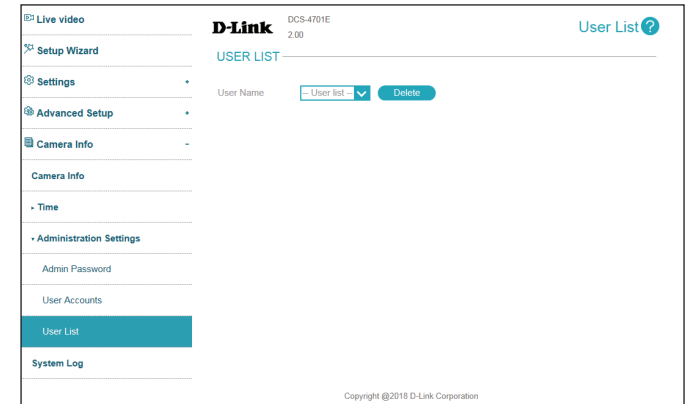 Live video
Setup Wizard
Settings +
Advanced Setup +
Camera Info -
Camera Info
Time
Administration Settings
Admin Password
User Accounts
User List
System Log
D-Link
DCS-4701E
2.00
User List ?
USER LIST
User Name -- User list -- Delete
Copyright @2018 D-Link Corporation